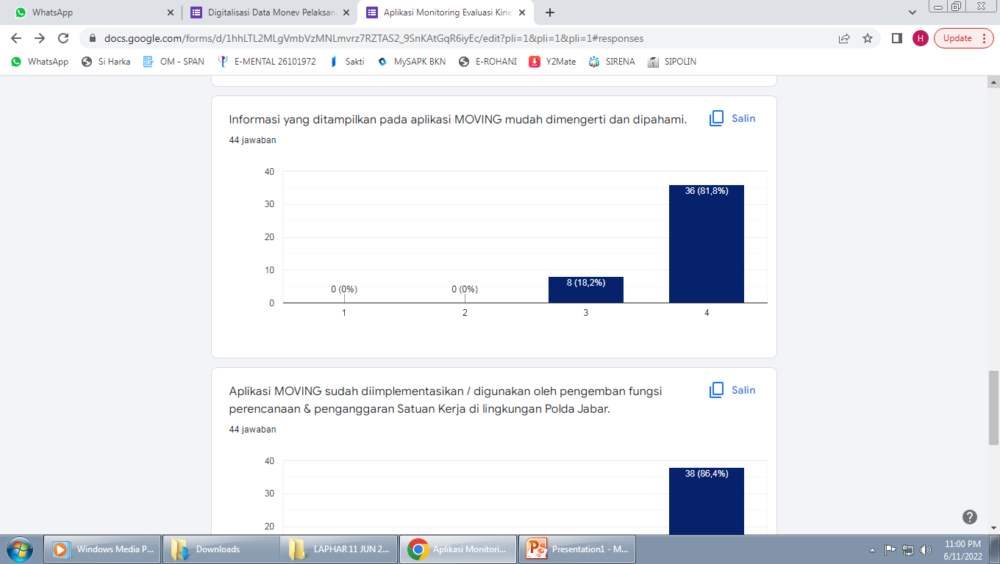 WhatsApp
Digitalisasi Data Monev Pelaksan
Aplikasi Monitoring Evaluasi Kine
docs.google.com/forms/d/1hhLTL2MLgVmbVzMNLmvrz7RZTAS2_9SnKAtGqR6iyEc/edit?pli=1&pli=1&pli=1#responses
H
Update
WhatsApp
Si Harka
OM - SPAN
E-MENTAL 26101972
Sakti
MySAPK BKN
E-ROHANI
Y2Mate
SIRENA
SIPOLIN
Informasi yang ditampilkan pada aplikasi MOVING mudah dimengerti dan dipahami.
Salin
44 jawaban
40
30
20
10
0
0 (0%)
0 (0%)
8 (18,2%)
36 (81,8%)
1
2
3
4
Aplikasi MOVING sudah diimplementasikan / digunakan oleh pengemban fungsi
perencanaan & penganggaran Satuan Kerja di lingkungan Polda Jabar.
Salin
44 jawaban
40
30
20
38 (86,4%)
Windows Media P...
Downloads
LAPHAR 11 JUN 2...
Aplikasi Monitori...
Presentation1 - M...
11:00 PM
6/11/2022